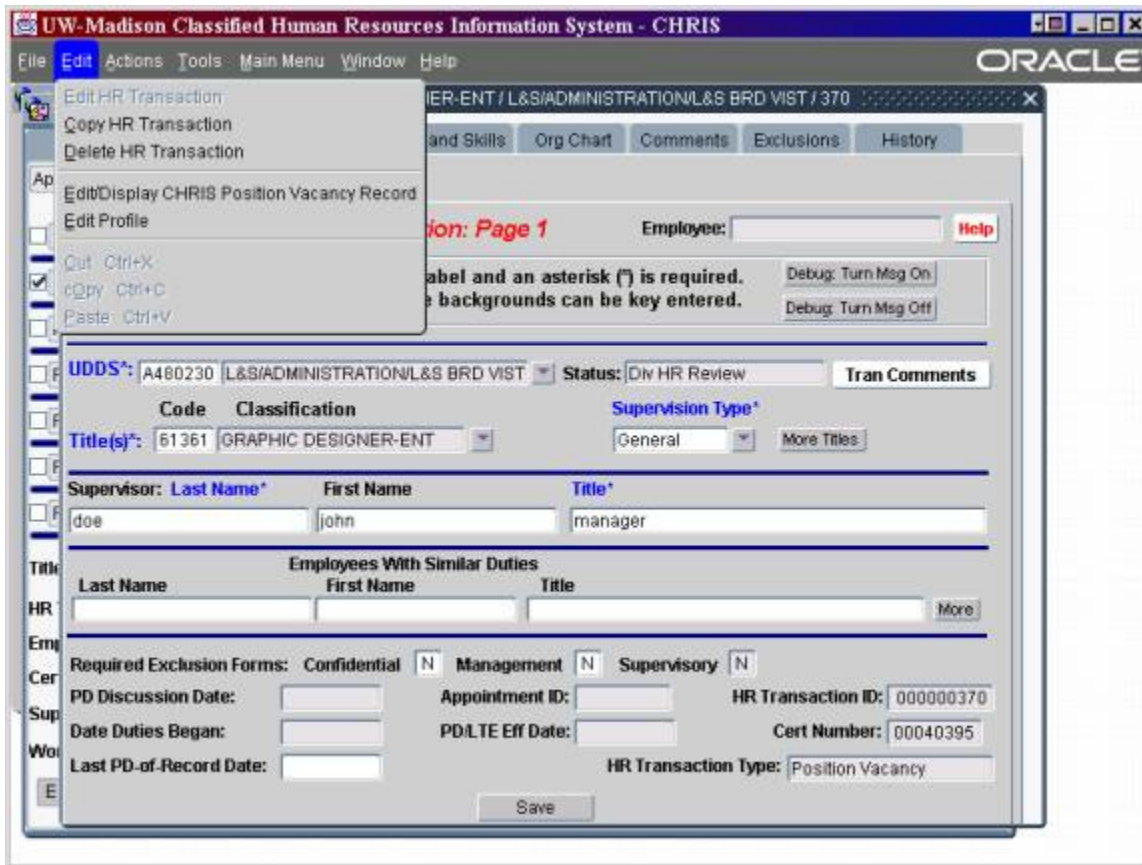 UW-Madison Classified Human Resources Information System - CHRIS
File Edit Actions Tools Main Menu Window Help ORACLE
Edit HR Transaction
Copy HR Transaction
Delete HR Transaction
Edit/Display CHRIS Position Vacancy Record
Edit Profile
Cut Ctrl+X
cOpy Ctrl+C
Paste Ctrl+V
ER-ENT / L&S/ADMINISTRATION/L&S BRD VIST / 370
and Skills Org Chart Comments Exclusions History
Ap
ion: Page 1 Employee: Help
abel and an asterisk (*) is required. Debug: Turn Msg On
e backgrounds can be key entered. Debug: Turn Msg Off
UDDS*: A480230 L&S/ADMINISTRATION/L&S BRD VIST Status: Div HR Review Tran Comments
Code Classification Supervision Type*
Title(s)*: 61361 GRAPHIC DESIGNER-ENT General More Titles
Supervisor: Last Name* First Name Title*
doe john manager
Employees With Similar Duties
Last Name First Name Title
More
Required Exclusion Forms: Confidential N Management N Supervisory N
PD Discussion Date: Appointment ID: HR Transaction ID: 000000370
Date Duties Began: PD/LTE Eff Date: Cert Number: 00040395
Last PD-of-Record Date: HR Transaction Type: Position Vacancy
Save
Title
HR
Emp
Cer
Sup
Wor
E